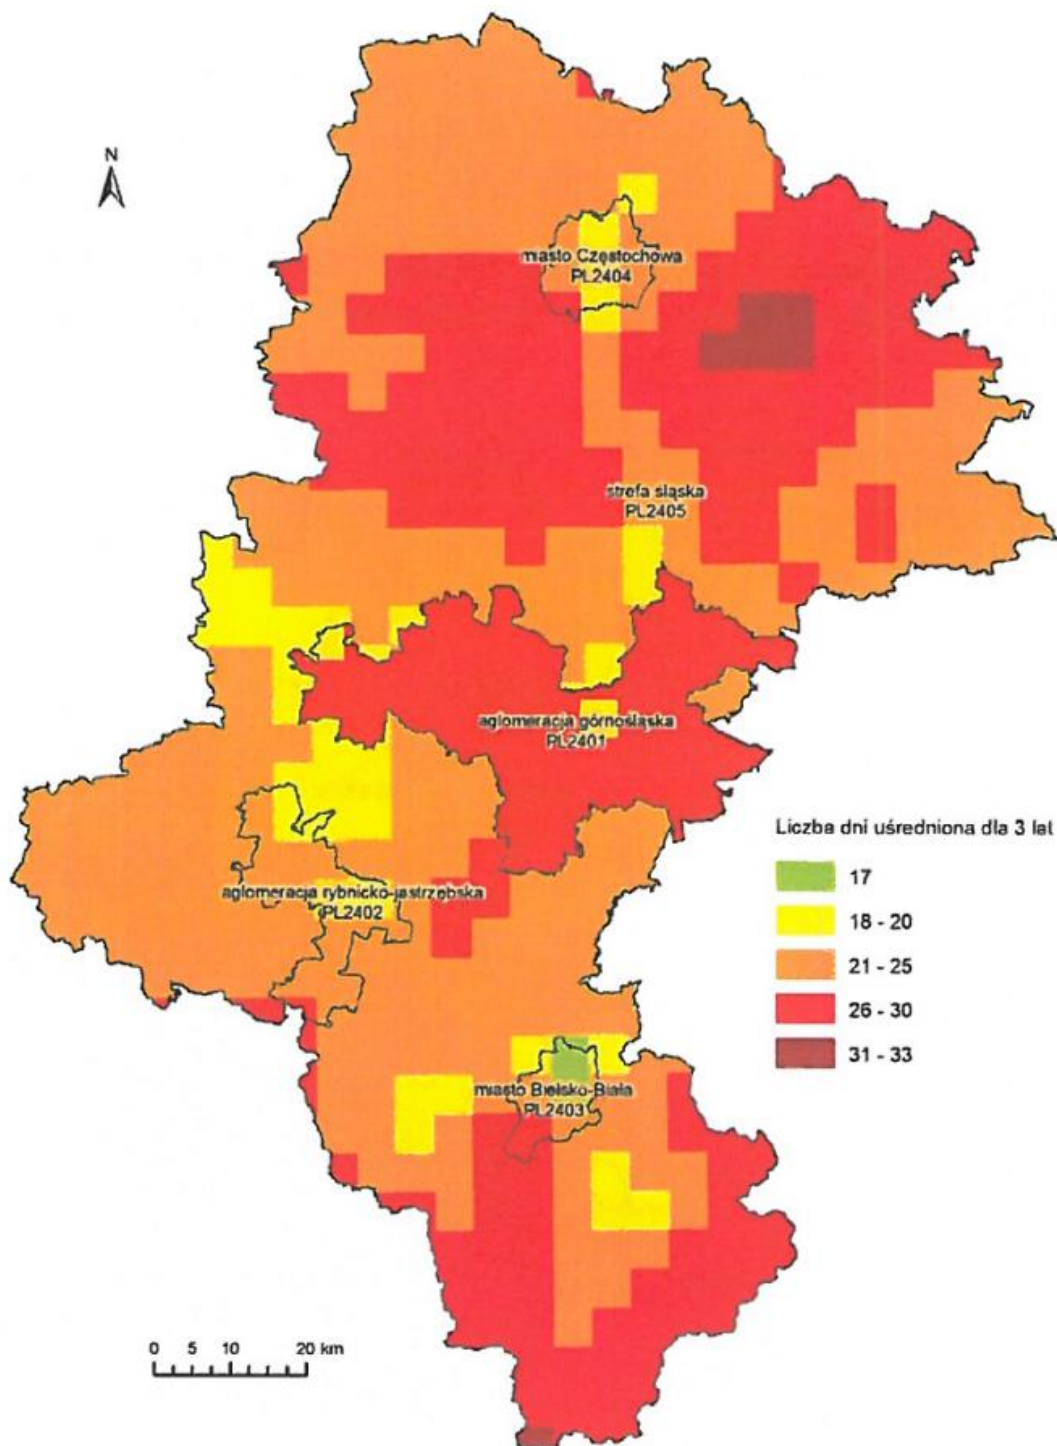 N
miasto Częstochowa
PL2404
strefa śląska
PL2405
aglomeracja górnośląska
PL2401
Liczba dni uśredniona dla 3 lat
17
18 - 20
21 - 25
26 - 30
31 - 33
aglomeracja rybnicko-jastrzębska
PL2402
miasto Bielsko-Biała
PL2403
0 5 10 20 km